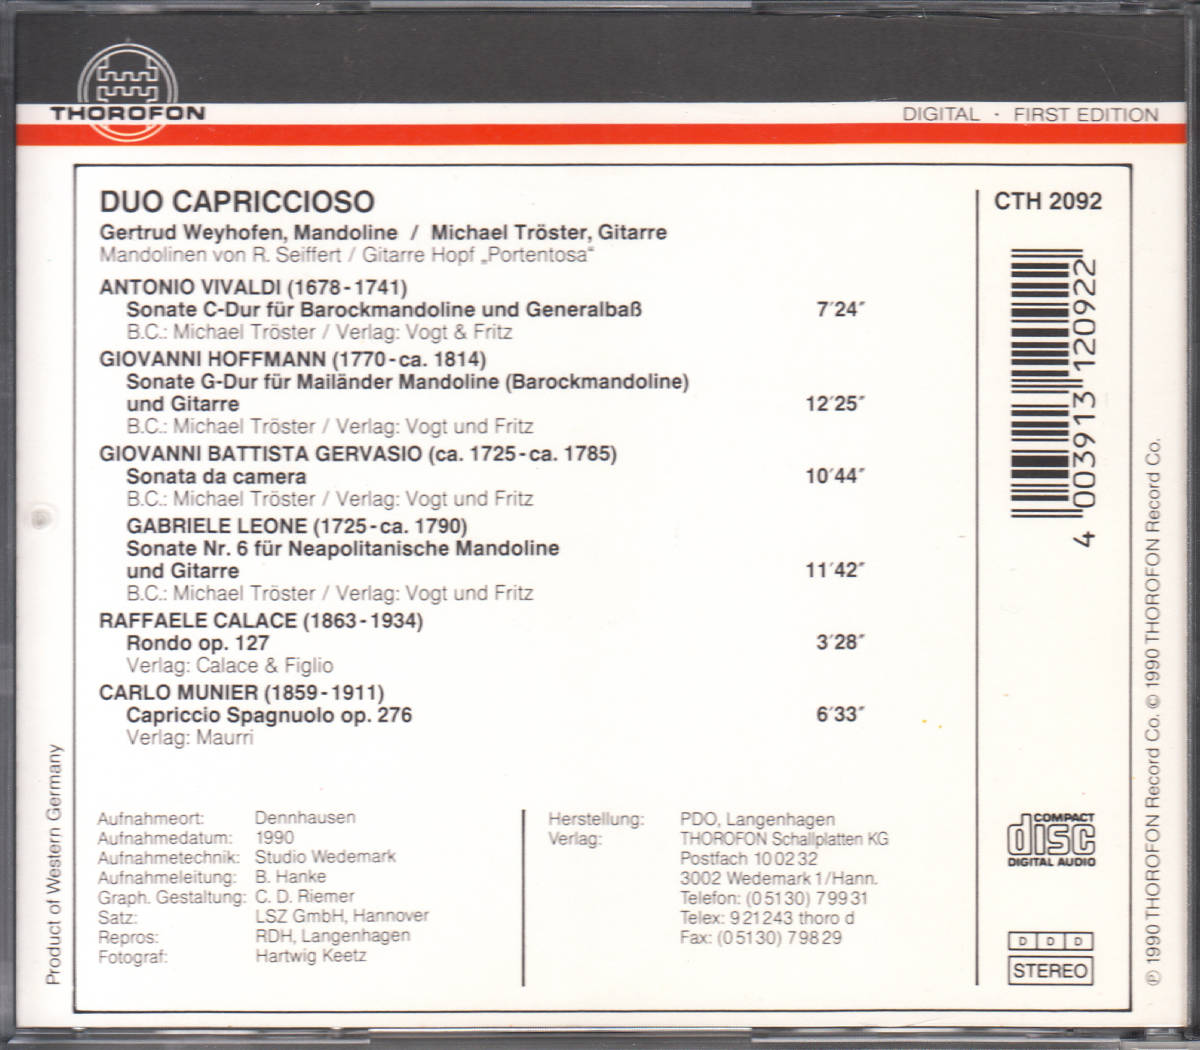 THOROFON
DIGITAL · FIRST EDITION
DUO CAPRICCIOSO
Gertrud Weyhofen, Mandoline / Michael Tröster, Gitarre
Mandolinen von R. Seiffert / Gitarre Hopf „Portentosa“
ANTONIO VIVALDI (1678-1741)
Sonate C-Dur für Barockmandoline und Generalbaß 7′24″
B.C.: Michael Tröster / Verlag: Vogt & Fritz
GIOVANNI HOFFMANN (1770-ca. 1814)
Sonate G-Dur für Mailänder Mandoline (Barockmandoline)
und Gitarre 12′25″
B.C.: Michael Tröster / Verlag: Vogt und Fritz
GIOVANNI BATTISTA GERVASIO (ca. 1725-ca. 1785)
Sonata da camera 10′44″
B.C.: Michael Tröster / Verlag: Vogt und Fritz
GABRIELE LEONE (1725-ca. 1790)
Sonate Nr. 6 für Neapolitanische Mandoline
und Gitarre 11′42″
B.C.: Michael Tröster / Verlag: Vogt und Fritz
RAFFAELE CALACE (1863-1934)
Rondo op. 127 3′28″
Verlag: Calace & Figlio
CARLO MUNIER (1859-1911)
Capriccio Spagnuolo op. 276 6′33″
Verlag: Maurri
Aufnahmeort: Dennhausen
Aufnahmedatum: 1990
Aufnahmetechnik: Studio Wedemark
Aufnahmeleitung: B. Hanke
Graph. Gestaltung: C. D. Riemer
Satz: LSZ GmbH, Hannover
Repros: RDH, Langenhagen
Fotograf: Hartwig Keetz
Herstellung: PDO, Langenhagen
Verlag: THOROFON Schallplatten KG
Postfach 10 02 32
3002 Wedemark 1/Hann.
Telefon: (0 51 30) 7 99 31
Telex: 9 21 243 thoro d
Fax: (0 51 30) 7 98 29
CTH 2092
4 003913 120922
COMPACT
disc
DIGITAL AUDIO
D D D
STEREO
Product of Western Germany
℗ 1990 THOROFON Record Co. © 1990 THOROFON Record Co.